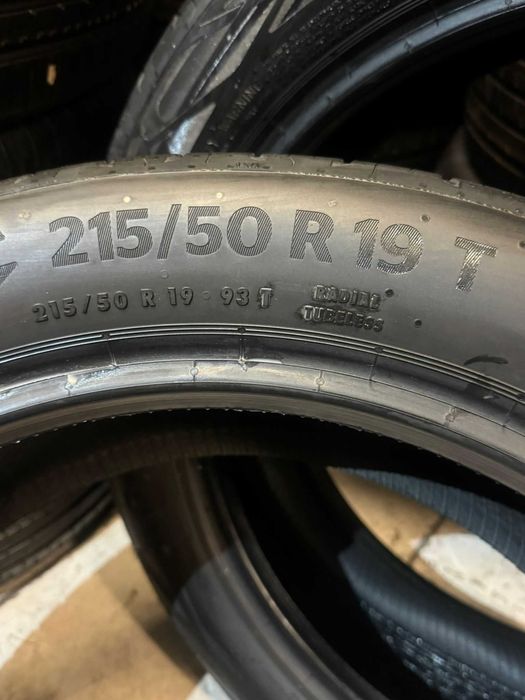 215/50 R 19 T
215/50 R 19 93 T
RADIAL
TUBELESS